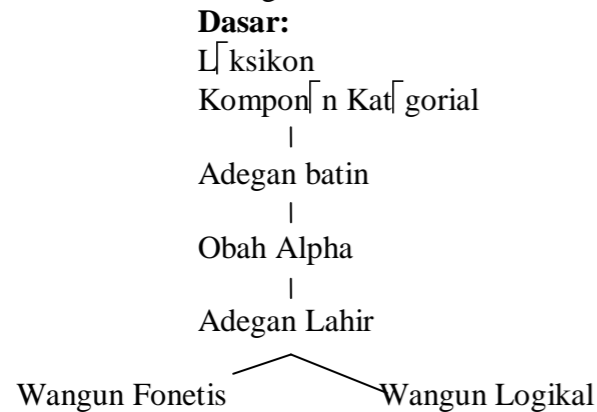 Dasar:
L⎡ ksikon
Kompon⎡ n Kat⎡ gorial
Adegan batin
Obah Alpha
Adegan Lahir
Wangun Fonetis Wangun Logikal